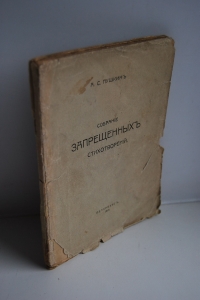 А. С. ПУШКИНЪ
СОБРАНІЕ
ЗАПРЕЩЕННЫХЪ
СТИХОТВОРЕНІЙ